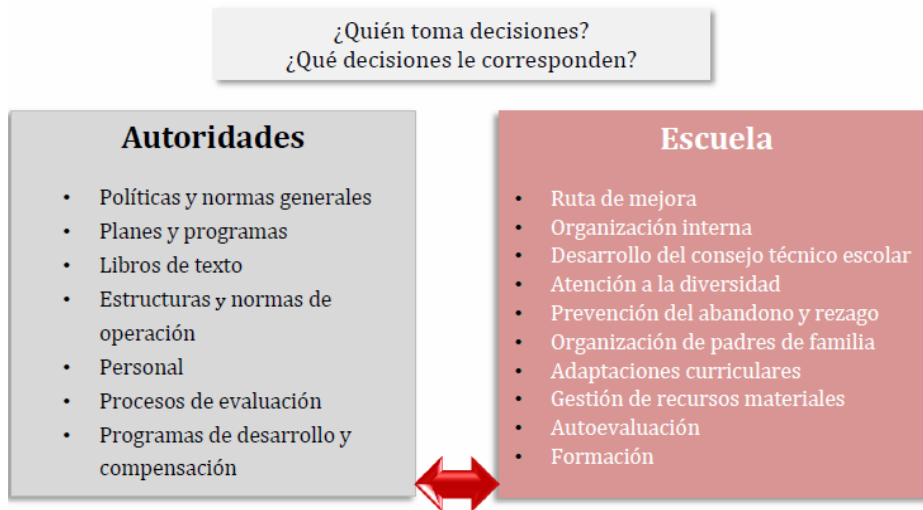 ¿Quién toma decisiones?
¿Qué decisiones le corresponden?
Autoridades
• Políticas y normas generales
• Planes y programas
• Libros de texto
• Estructuras y normas de
operación
• Personal
• Procesos de evaluación
• Programas de desarrollo y
compensación
Escuela
• Ruta de mejora
• Organización interna
• Desarrollo del consejo técnico escolar
• Atención a la diversidad
• Prevención del abandono y rezago
• Organización de padres de familia
• Adaptaciones curriculares
• Gestión de recursos materiales
• Autoevaluación
• Formación